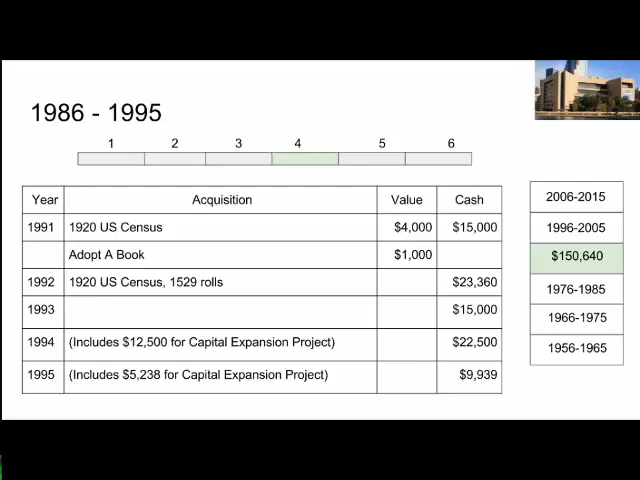 1986 - 1995
1 2 3 4 5 6
Year Acquisition Value Cash
1991 1920 US Census $4,000 $15,000
Adopt A Book $1,000
1992 1920 US Census, 1529 rolls $23,360
1993 $15,000
1994 (Includes $12,500 for Capital Expansion Project) $22,500
1995 (Includes $5,238 for Capital Expansion Project) $9,939
2006-2015
1996-2005
$150,640
1976-1985
1966-1975
1956-1965